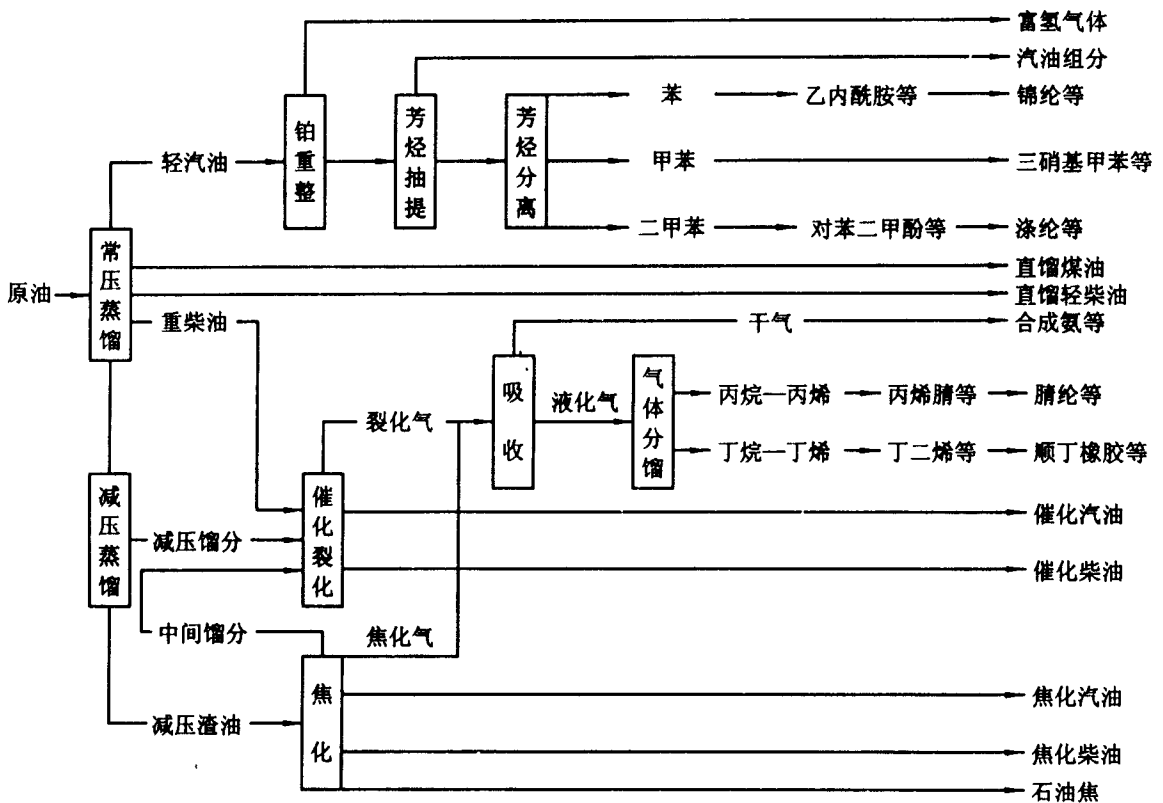 富氢气体
汽油组分
苯 乙内酰胺等 锦纶等
铂重整
芳烃抽提
芳烃分离
轻汽油
甲苯 三硝基甲苯等
二甲苯 对苯二甲酚等 涤纶等
常压蒸馏
直馏煤油
原油
直馏轻柴油
重柴油
干气 合成氨等
吸收
气体分馏
液化气
丙烷—丙烯 丙烯腈等 腈纶等
裂化气
丁烷—丁烯 丁二烯等 顺丁橡胶等
减压蒸馏
催化裂化
催化汽油
减压馏分
催化柴油
中间馏分
焦化气
焦化
焦化汽油
减压渣油
焦化柴油
石油焦